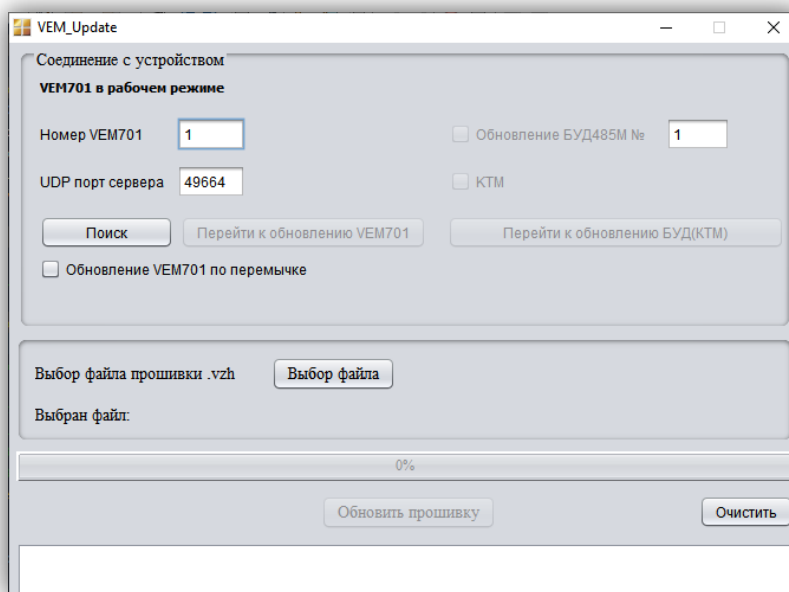 VEM_Update
Соединение с устройством
VEM701 в рабочем режиме
Номер VEM701 1 Обновление БУД485М № 1
UDP порт сервера 49664 КТМ
Поиск Перейти к обновлению VEM701 Перейти к обновлению БУД(КТМ)
Обновление VEM701 по перемычке
Выбор файла прошивки .vzh Выбор файла
Выбран файл:
0%
Обновить прошивку Очистить